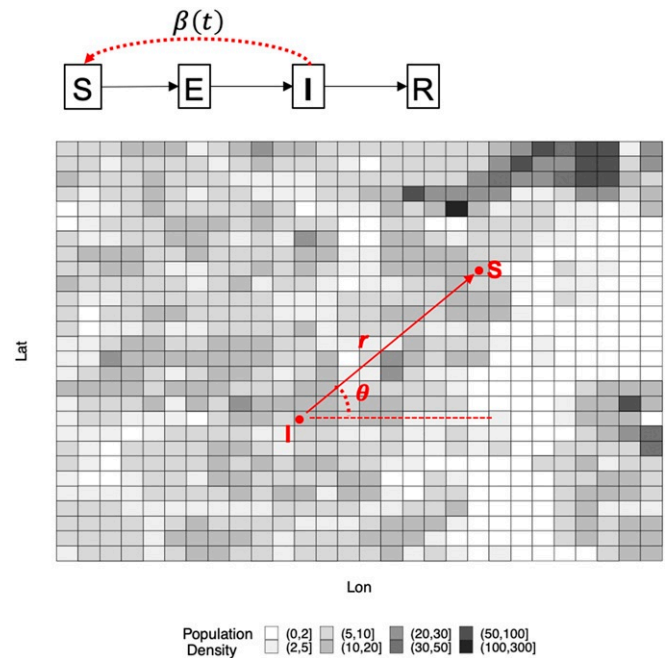 β(t)
S E I R
S
r
θ
I
Lat
Lon
Population Density
(0,2] (5,10] (20,30] (50,100]
(2,5] (10,20] (30,50] (100,300]